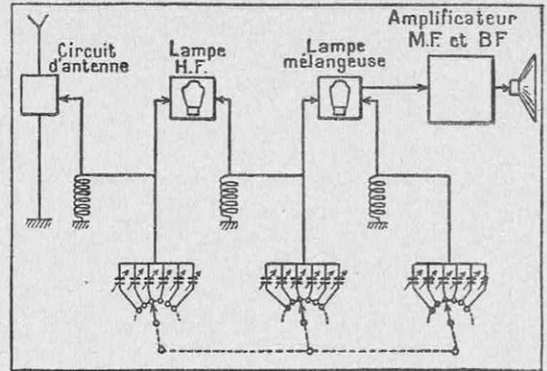 Circuit
d'antenne
Lampe
H.F.
Lampe
mélangeuse
Amplificateur
M.F. et BF